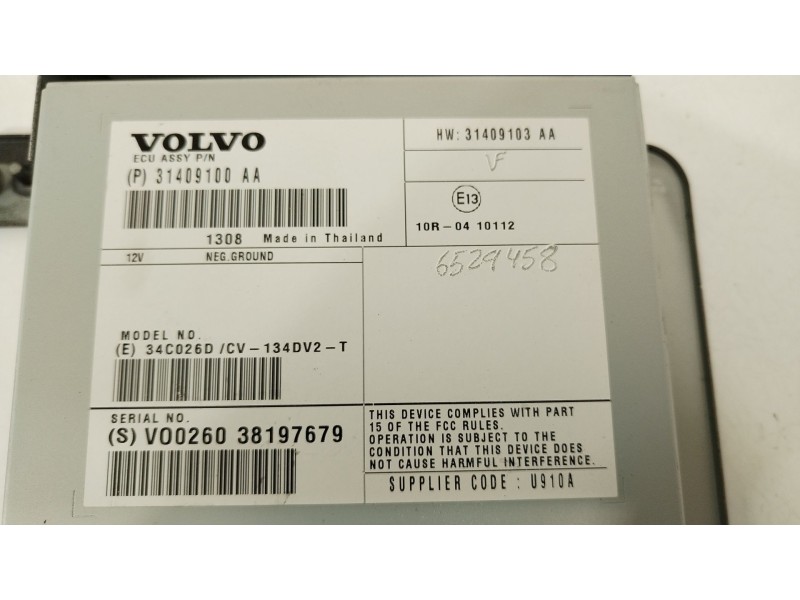 VOLVO
ECU ASSY P/N
(P) 31409100 AA
1308 Made in Thailand
HW: 31409103 AA
VF
E13
10R-04 10112
12V NEG.GROUND
6529458
MODEL NO.
(E) 34C026D /CV-134DV2-T
SERIAL NO.
(S) VO0260 38197679
THIS DEVICE COMPLIES WITH PART
15 OF THE FCC RULES.
OPERATION IS SUBJECT TO THE
CONDITION THAT THIS DEVICE DOES
NOT CAUSE HARMFUL INTERFERENCE.
SUPPLIER CODE : U910A